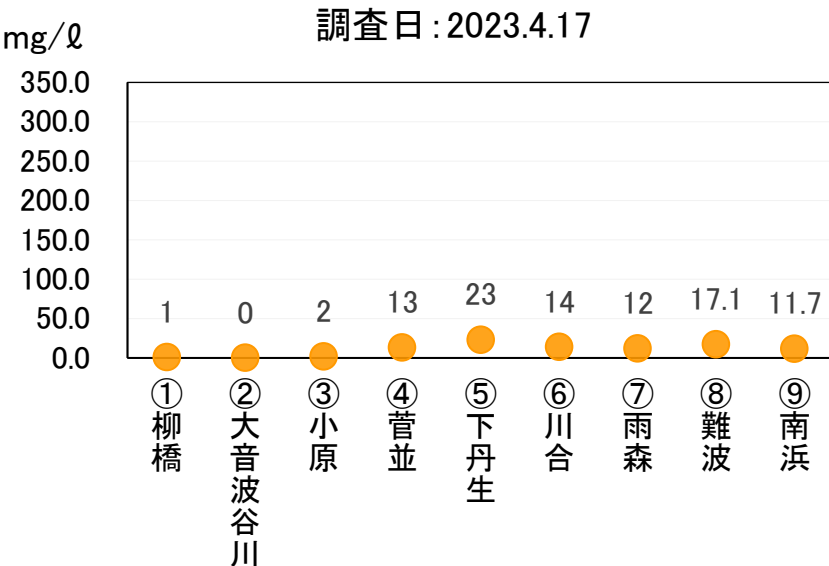 調査日：2023.4.17
mg/ℓ
350.0
300.0
250.0
200.0
150.0
100.0
50.0
0.0
1
0
2
13
23
14
12
17.1
11.7
①柳橋
②大音波谷川
③小原
④菅並
⑤下丹生
⑥川合
⑦雨森
⑧難波
⑨南浜